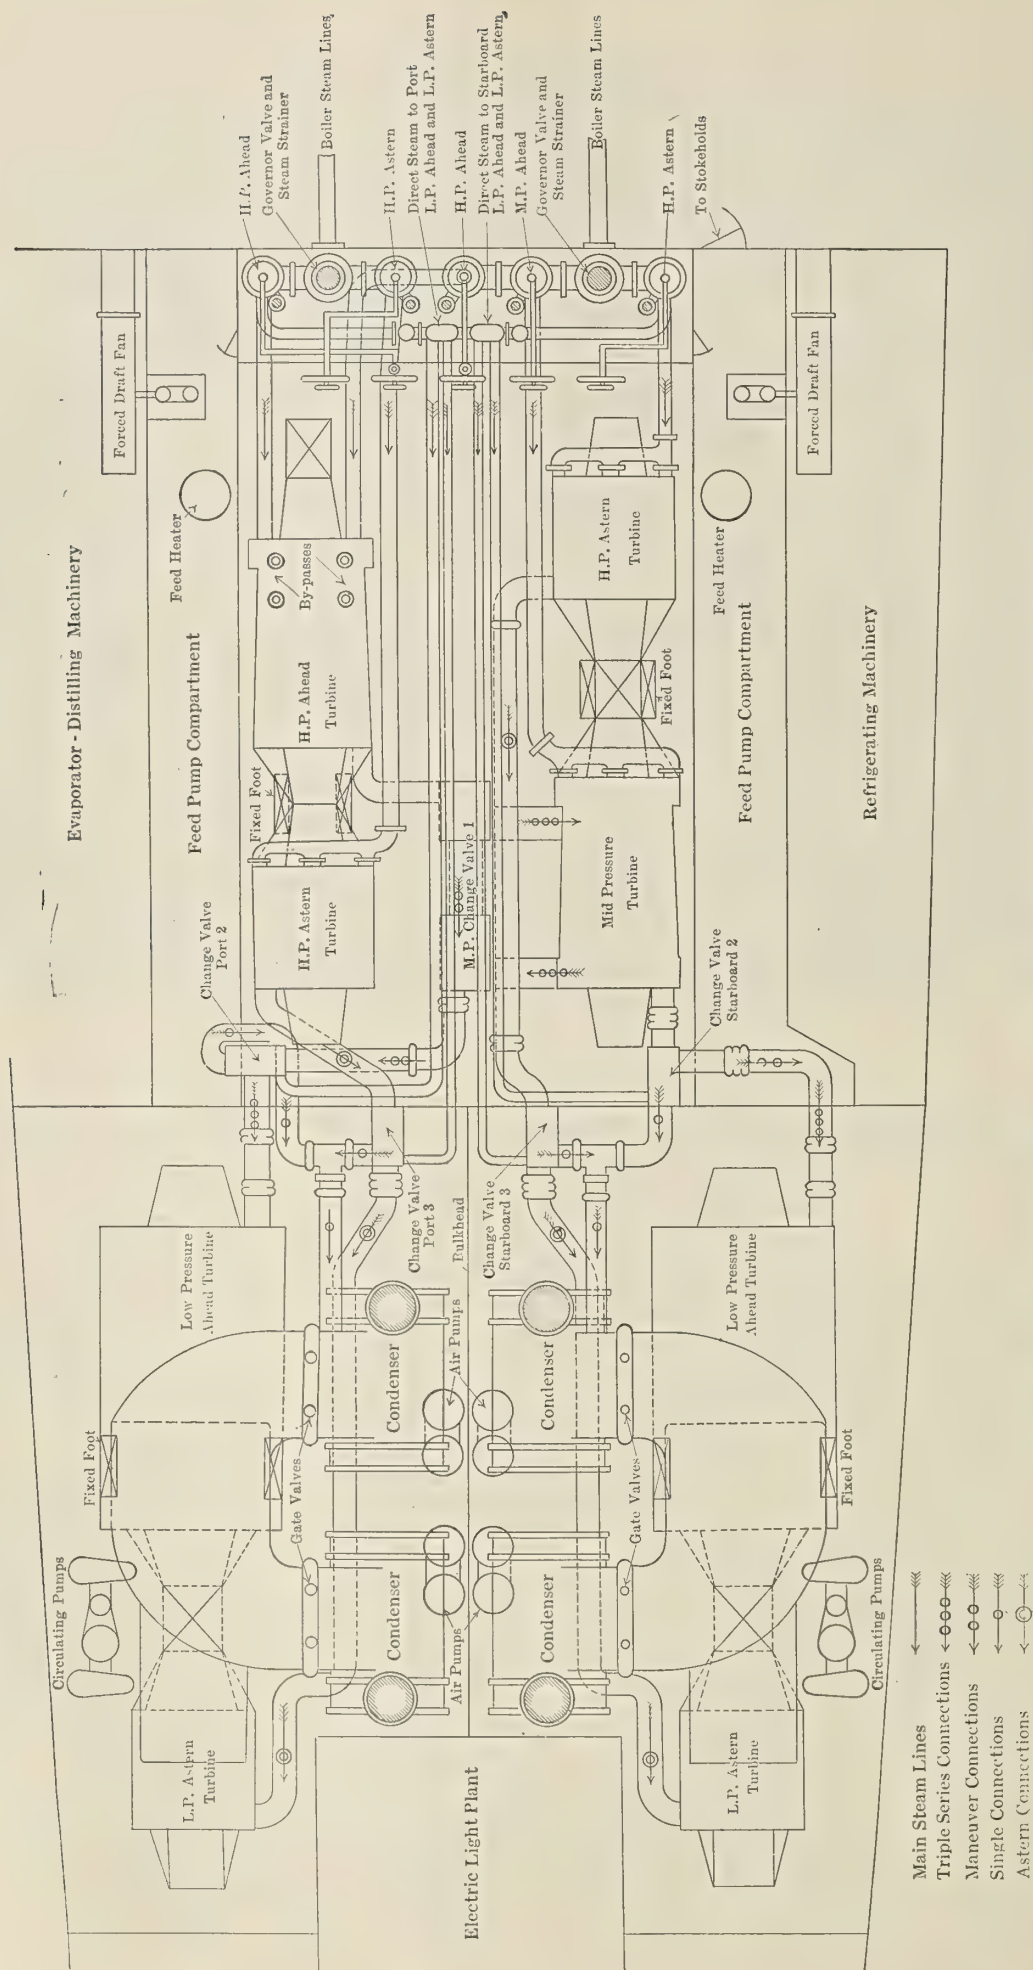 H.P. Ahead
Governor Valve and
Steam Strainer
Boiler Steam Lines
H.P. Astern
Direct Steam to Port
L.P. Ahead and L.P. Astern
H.P. Ahead
Direct Steam to Starboard
L.P. Ahead and L.P. Astern
M.P. Ahead
Governor Valve and
Steam Strainer
Boiler Steam Lines
H.P. Astern
To Stokeholds
Forced Draft Fan
Forced Draft Fan
Evaporator - Distilling Machinery
Feed Heater
Feed Pump Compartment
By-passes
H.P. Ahead
Turbine
Fixed Foot
H.P. Astern
Turbine
Change Valve
Port 2
M.P. Change Valve 1
H.P. Astern
Turbine
Fixed Foot
Mid Pressure
Turbine
Feed Heater
Feed Pump Compartment
Refrigerating Machinery
Change Valve
Starboard 2
Change Valve
Port 3
Bulkhead
Change Valve
Starboard 3
Low Pressure
Ahead Turbine
Low Pressure
Ahead Turbine
Condenser
Air Pumps
Condenser
Fixed Foot
Gate Valves
Gate Valves
Fixed Foot
Circulating Pumps
Condenser
Air Pumps
Condenser
Circulating Pumps
L.P. Astern
Turbine
L.P. Astern
Turbine
Electric Light Plant
Main Steam Lines
Triple Series Connections
Maneuver Connections
Single Connections
Astern Connections